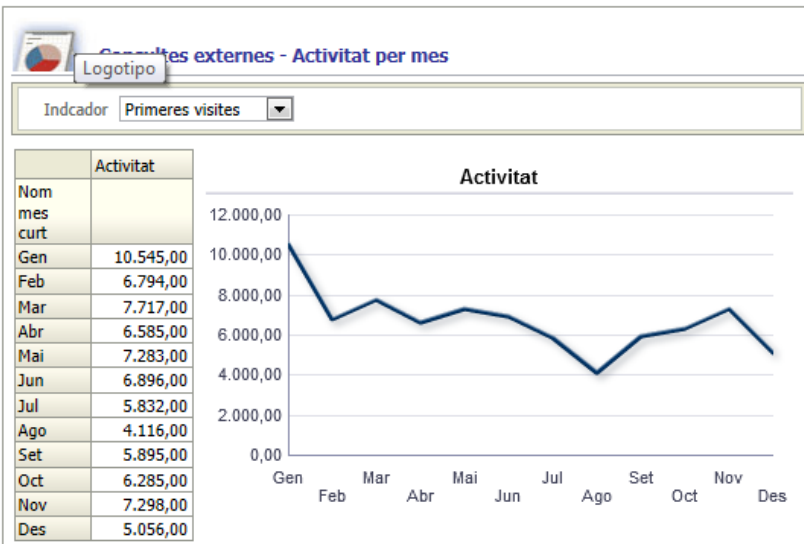 externes - Activitat per mes
Logotipo
Indcador Primeres visites
Activitat
Nom
mes
curt
Gen 10.545,00
Feb 6.794,00
Mar 7.717,00
Abr 6.585,00
Mai 7.283,00
Jun 6.896,00
Jul 5.832,00
Ago 4.116,00
Set 5.895,00
Oct 6.285,00
Nov 7.298,00
Des 5.056,00
Activitat
12.000,00
10.000,00
8.000,00
6.000,00
4.000,00
2.000,00
0,00
Gen Mar Mai Jul Set Nov
Feb Abr Jun Ago Oct Des